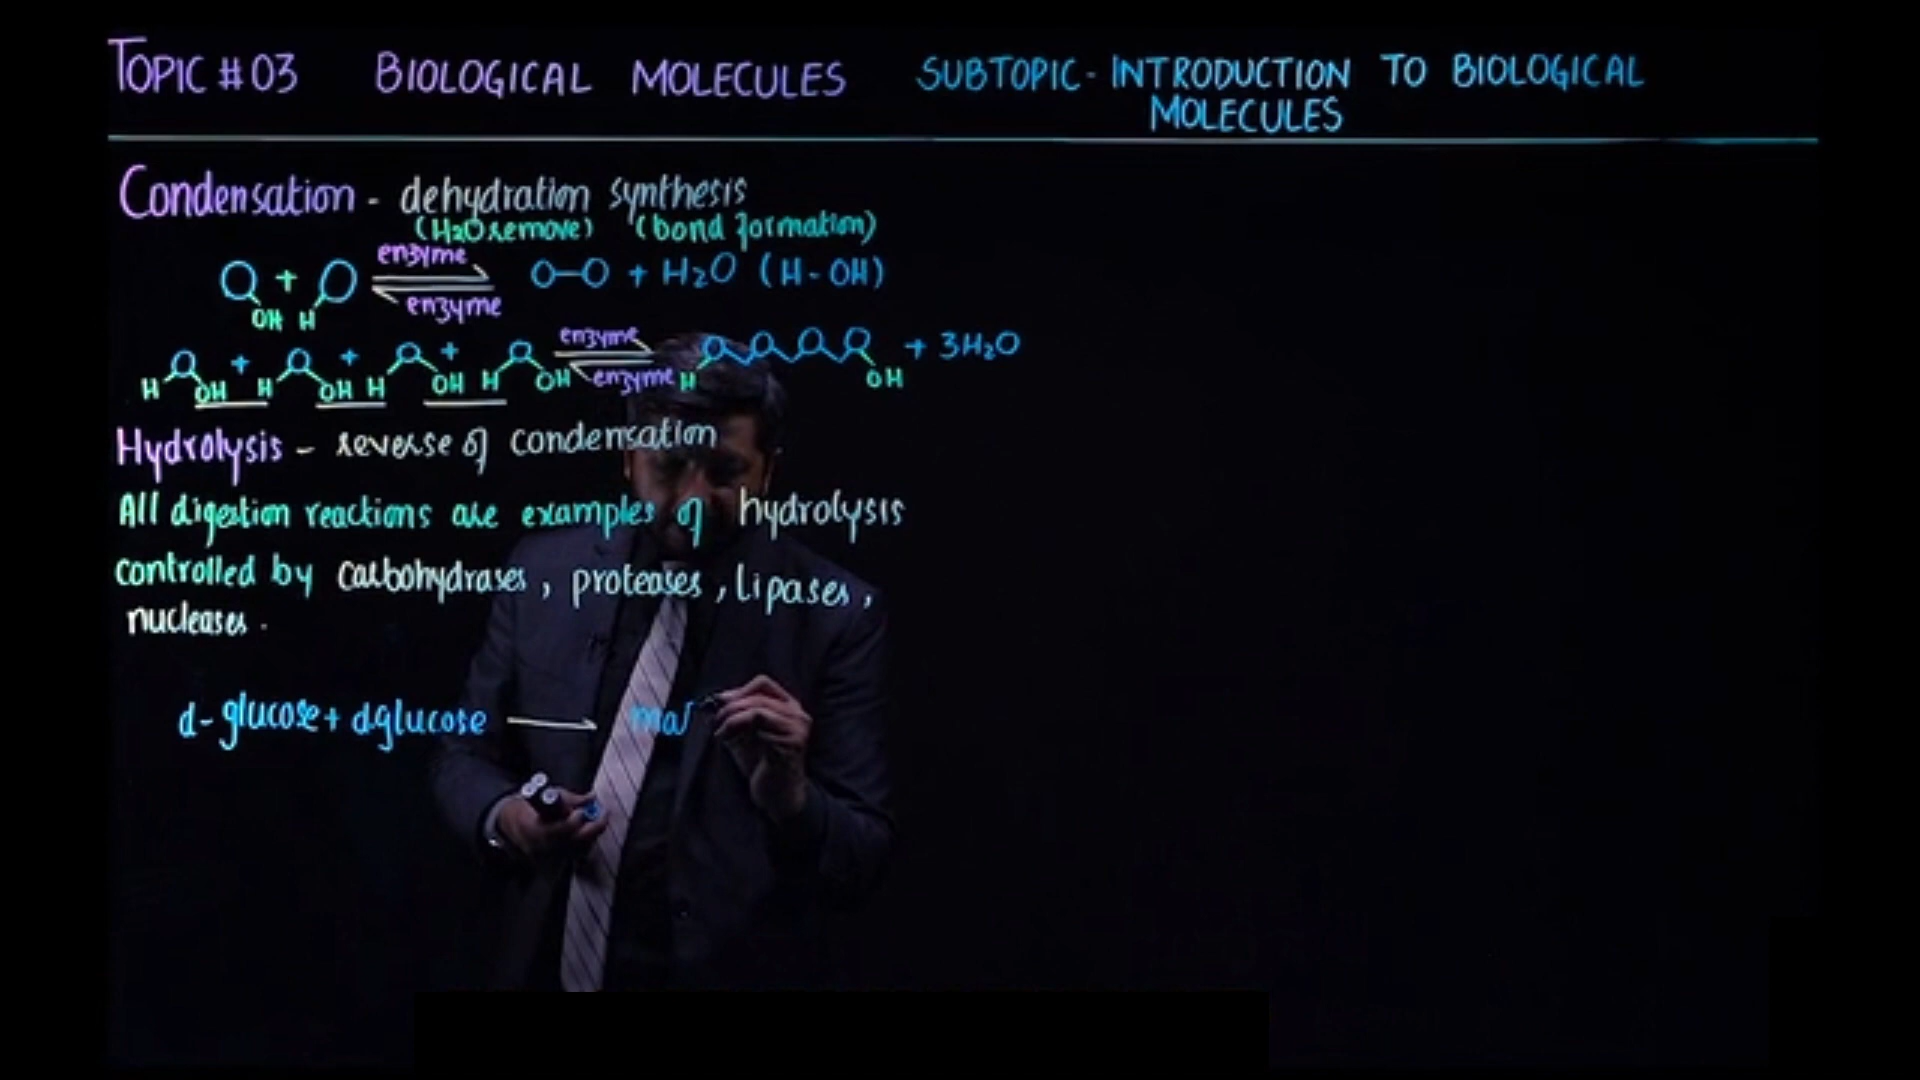 TOPIC # 03 BIOLOGICAL MOLECULES SUBTOPIC - INTRODUCTION TO BIOLOGICAL
MOLECULES
Condensation - dehydration synthesis
(H₂O remove) (bond formation)
enzyme
O + O ⇌ O-O + H₂O (H - OH)
OH H enzyme
enzyme
+ + + ⇌ + 3H₂O
H OH H OH H OH H OH enzyme H OH
Hydrolysis - reverse of condensation
All digestion reactions are examples of hydrolysis
controlled by carbohydrases, proteases, lipases,
nucleases.
d-glucose + d.glucose → mal